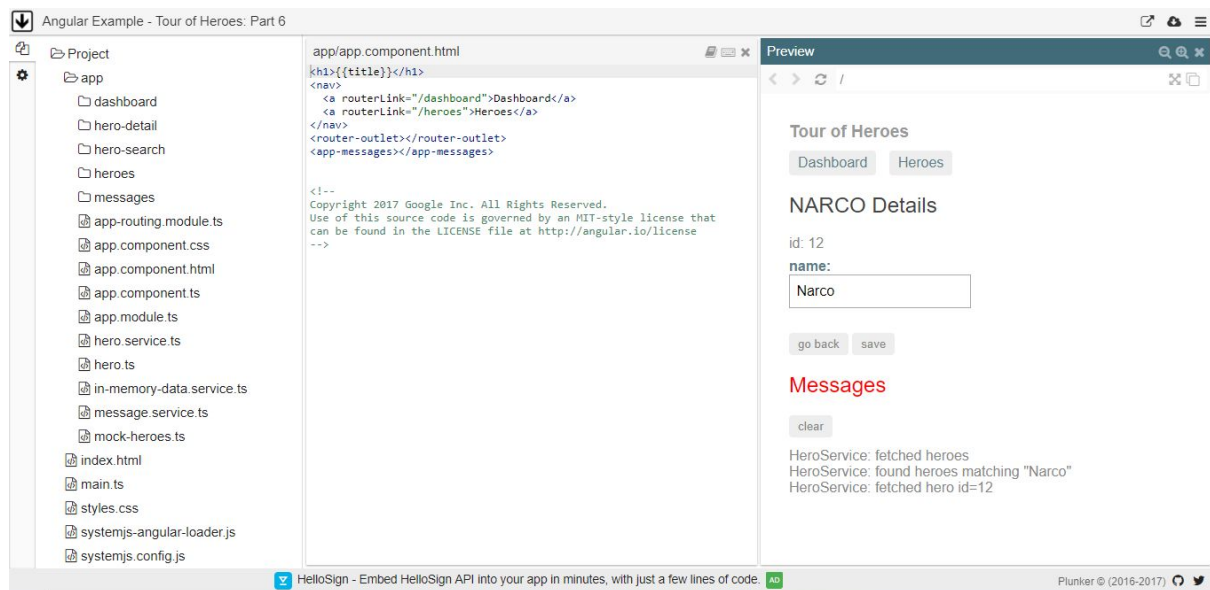 Angular Example - Tour of Heroes: Part 6
Project
app
dashboard
hero-detail
hero-search
heroes
messages
app-routing.module.ts
app.component.css
app.component.html
app.component.ts
app.module.ts
hero.service.ts
hero.ts
in-memory-data.service.ts
message.service.ts
mock-heroes.ts
index.html
main.ts
styles.css
systemjs-angular-loader.js
systemjs.config.js
app/app.component.html
<h1>{{title}}</h1>
<nav>
  <a routerLink="/dashboard">Dashboard</a>
  <a routerLink="/heroes">Heroes</a>
</nav>
<router-outlet></router-outlet>
<app-messages></app-messages>
<!--
Copyright 2017 Google Inc. All Rights Reserved.
Use of this source code is governed by an MIT-style license that
can be found in the LICENSE file at http://angular.io/license
-->
Preview
/
Tour of Heroes
Dashboard Heroes
NARCO Details
id: 12
name:
Narco
go back save
Messages
clear
HeroService: fetched heroes
HeroService: found heroes matching "Narco"
HeroService: fetched hero id=12
HelloSign - Embed HelloSign API into your app in minutes, with just a few lines of code. AD
Plunker © (2016-2017)